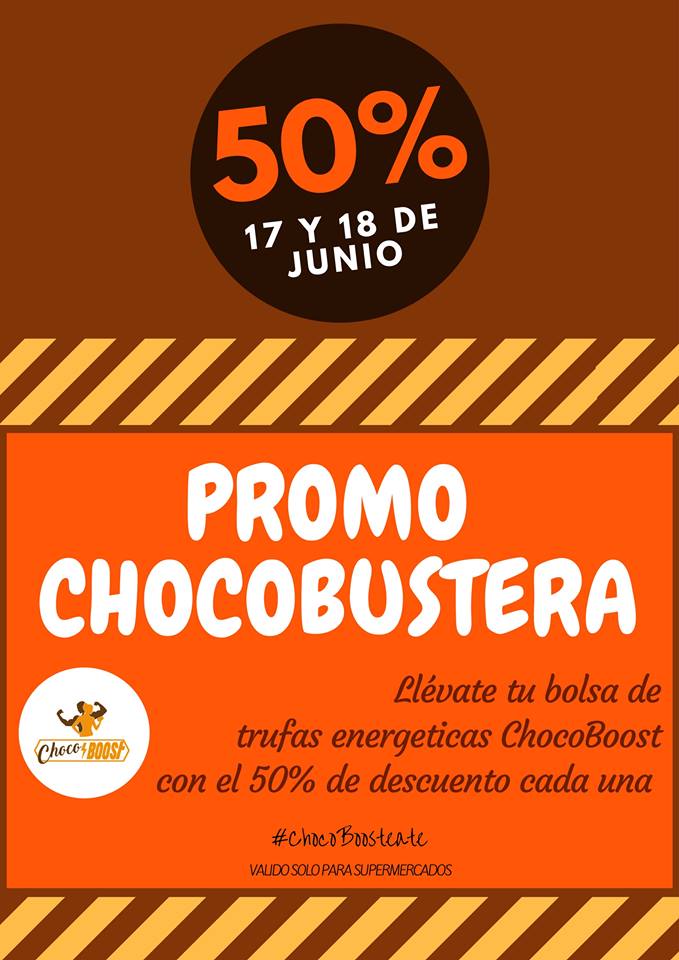 50%
17 Y 18 DE
JUNIO
PROMO
CHOCOBUSTERA
Llévate tu bolsa de
trufas energeticas ChocoBoost
con el 50% de descuento cada una
Choco BOOST
#ChocoBoosteate
VALIDO SOLO PARA SUPERMERCADOS